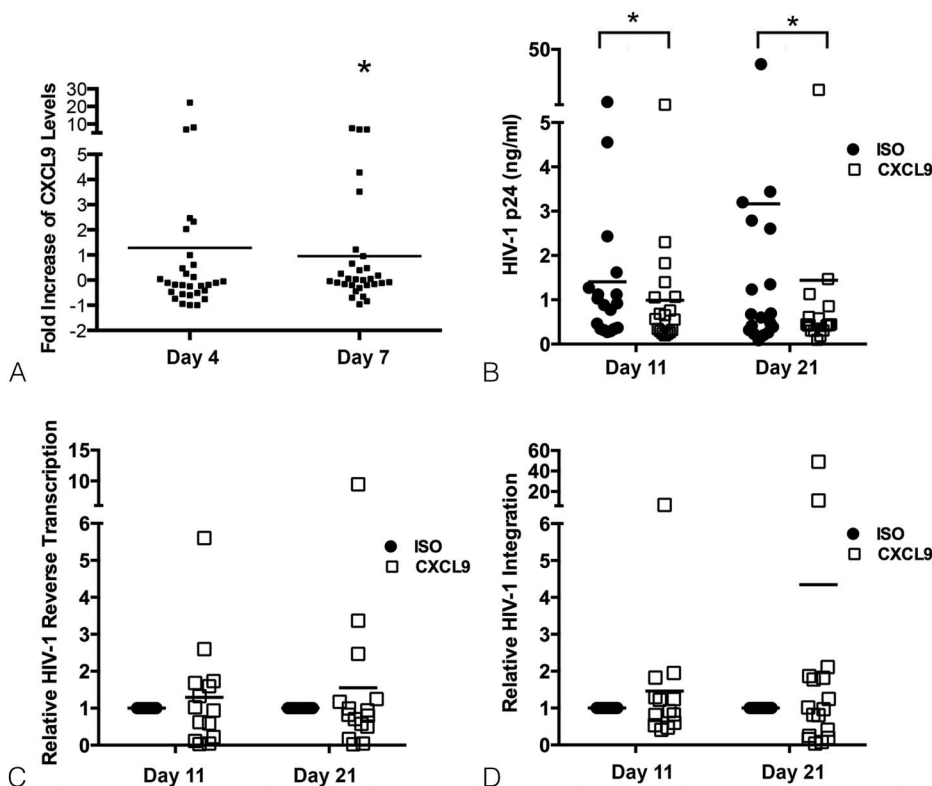 *
30
20
10
5
4
3
2
1
0
-1
-2
Fold Increase of CXCL9 Levels
Day 4 Day 7
A
* *
50
5
3
2
1
0
HIV-1 p24 (ng/ml)
ISO
CXCL9
Day 11 Day 21
B
15
10
5
6
5
4
3
2
1
0
Relative HIV-1 Reverse Transcription
ISO
CXCL9
Day 11 Day 21
C
60
40
20
6
5
4
3
2
1
0
Relative HIV-1 Integration
ISO
CXCL9
Day 11 Day 21
D